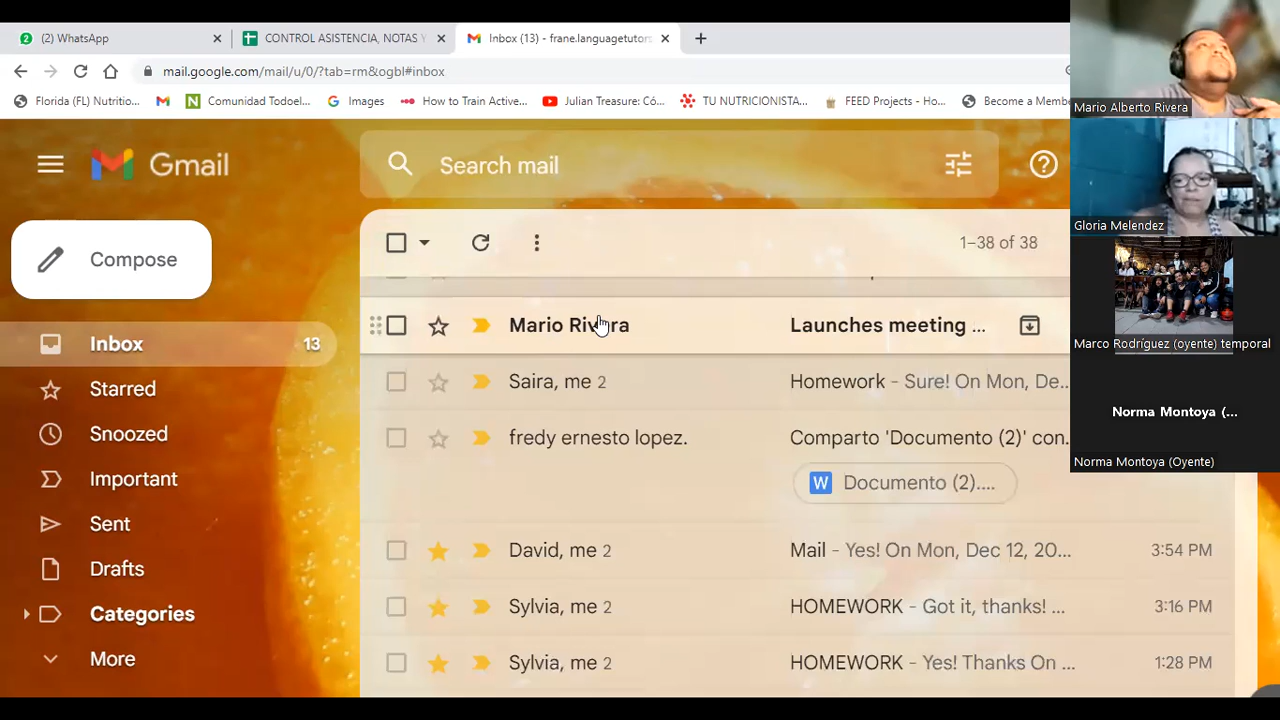 (2) WhatsApp
CONTROL ASISTENCIA, NOTAS Y
Inbox (13) - frane.languagetutors
mail.google.com/mail/u/0/?tab=rm&ogbl#inbox
Florida (FL) Nutritio...
Comunidad Todoel...
Images
How to Train Active...
Julian Treasure: Có...
TU NUTRICIONISTA...
FEED Projects - Ho...
Become a Membe
Gmail
Search mail
Compose
1–38 of 38
Inbox 13
Starred
Snoozed
Important
Sent
Drafts
Categories
More
Mario Rivera Launches meeting ...
Saira, me 2 Homework - Sure! On Mon, De...
fredy ernesto lopez. Comparto 'Documento (2)' con.
W Documento (2)....
David, me 2 Mail - Yes! On Mon, Dec 12, 20... 3:54 PM
Sylvia, me 2 HOMEWORK - Got it, thanks! ... 3:16 PM
Sylvia, me 2 HOMEWORK - Yes! Thanks On ... 1:28 PM
Mario Alberto Rivera
Gloria Melendez
Marco Rodríguez (oyente) temporal
Norma Montoya (...
Norma Montoya (Oyente)